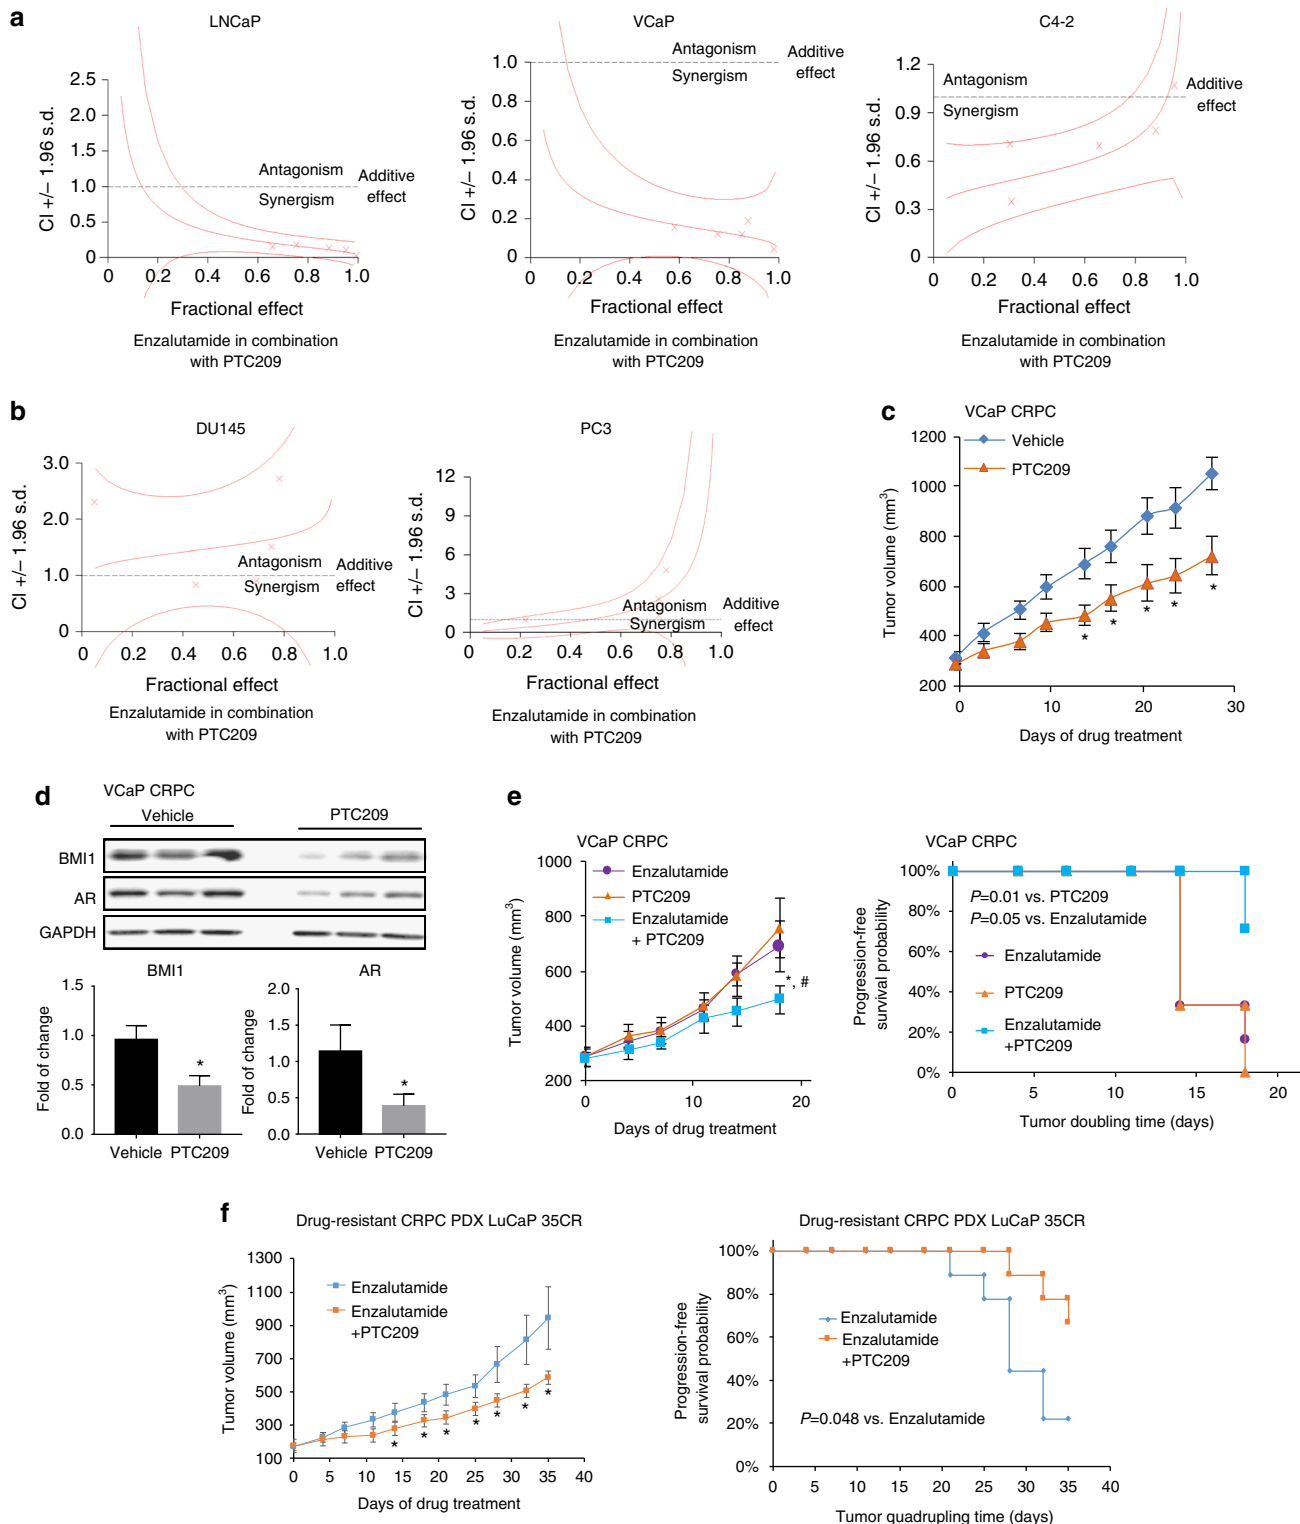 a
LNCaP
CI +/− 1.96 s.d.
2.5
2.0
1.5
1.0
0.5
0
Antagonism
Synergism
Additive
effect
0 0.2 0.4 0.6 0.8 1.0
Fractional effect
Enzalutamide in combination
with PTC209
VCaP
CI +/− 1.96 s.d.
1.0
0.8
0.6
0.4
0.2
0
Antagonism
Synergism
Additive
effect
0 0.2 0.4 0.6 0.8 1.0
Fractional effect
Enzalutamide in combination
with PTC209
C4-2
CI +/− 1.96 s.d.
1.2
0.9
0.6
0.3
0
Antagonism
Synergism
Additive
effect
0 0.2 0.4 0.6 0.8 1.0
Fractional effect
Enzalutamide in combination
with PTC209
b
DU145
CI +/− 1.96 s.d.
3.0
2.0
1.0
0
Antagonism
Synergism
Additive
effect
0 0.2 0.4 0.6 0.8 1.0
Fractional effect
Enzalutamide in combination
with PTC209
PC3
CI +/− 1.96 s.d.
12
9
6
3
0
Antagonism
Synergism
Additive
effect
0 0.2 0.4 0.6 0.8 1.0
Fractional effect
Enzalutamide in combination
with PTC209
c
VCaP CRPC
Vehicle
PTC209
Tumor volume (mm³)
1200
1000
800
600
400
200
* * * * *
0 10 20 30
Days of drug treatment
d
VCaP CRPC
Vehicle PTC209
BMI1
AR
GAPDH
BMI1
Fold of change
1.5
1.0
0.5
0.0
*
Vehicle PTC209
AR
Fold of change
2.0
1.5
1.0
0.5
0.0
*
Vehicle PTC209
e
VCaP CRPC
Tumor volume (mm³)
1000
800
600
400
200
Enzalutamide
PTC209
Enzalutamide
+ PTC209
*, #
0 10 20
Days of drug treatment
VCaP CRPC
Progression-free
survival probability
100%
80%
60%
40%
20%
0%
P=0.01 vs. PTC209
P=0.05 vs. Enzalutamide
Enzalutamide
PTC209
Enzalutamide
+PTC209
0 5 10 15 20
Tumor doubling time (days)
f
Drug-resistant CRPC PDX LuCaP 35CR
Tumor volume (mm³)
1300
1100
900
700
500
300
100
Enzalutamide
Enzalutamide
+PTC209
* * * * * * *
0 5 10 15 20 25 30 35 40
Days of drug treatment
Drug-resistant CRPC PDX LuCaP 35CR
Progression-free
survival probability
100%
80%
60%
40%
20%
0%
Enzalutamide
Enzalutamide
+PTC209
P=0.048 vs. Enzalutamide
0 5 10 15 20 25 30 35 40
Tumor quadrupling time (days)